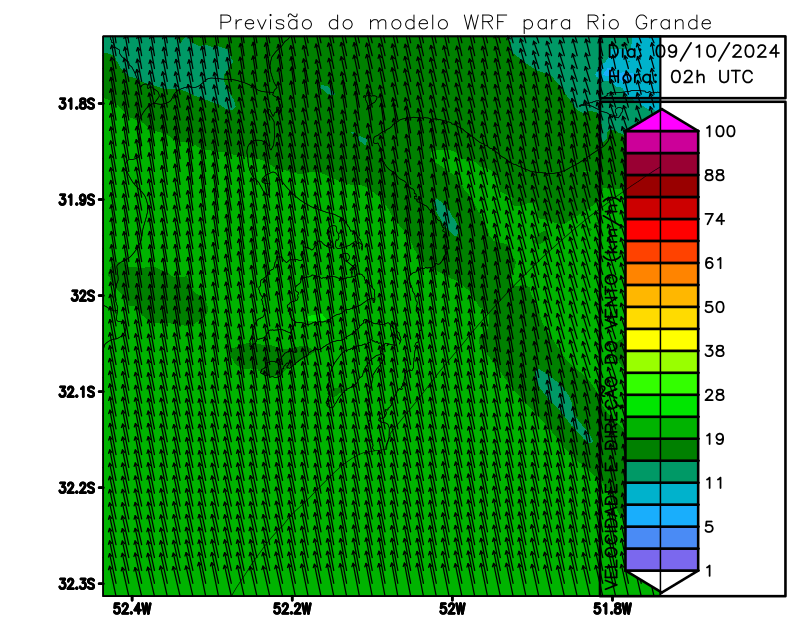 Previsão do modelo WRF para Rio Grande
Dia: 09/10/2024
Hora: 02h UTC
31.8S
31.9S
32S
32.1S
32.2S
32.3S
52.4W
52.2W
52W
51.8W
VELOCIDADE E DIREÇÃO DO VENTO (km/h)
100
88
74
61
50
38
28
19
11
5
1